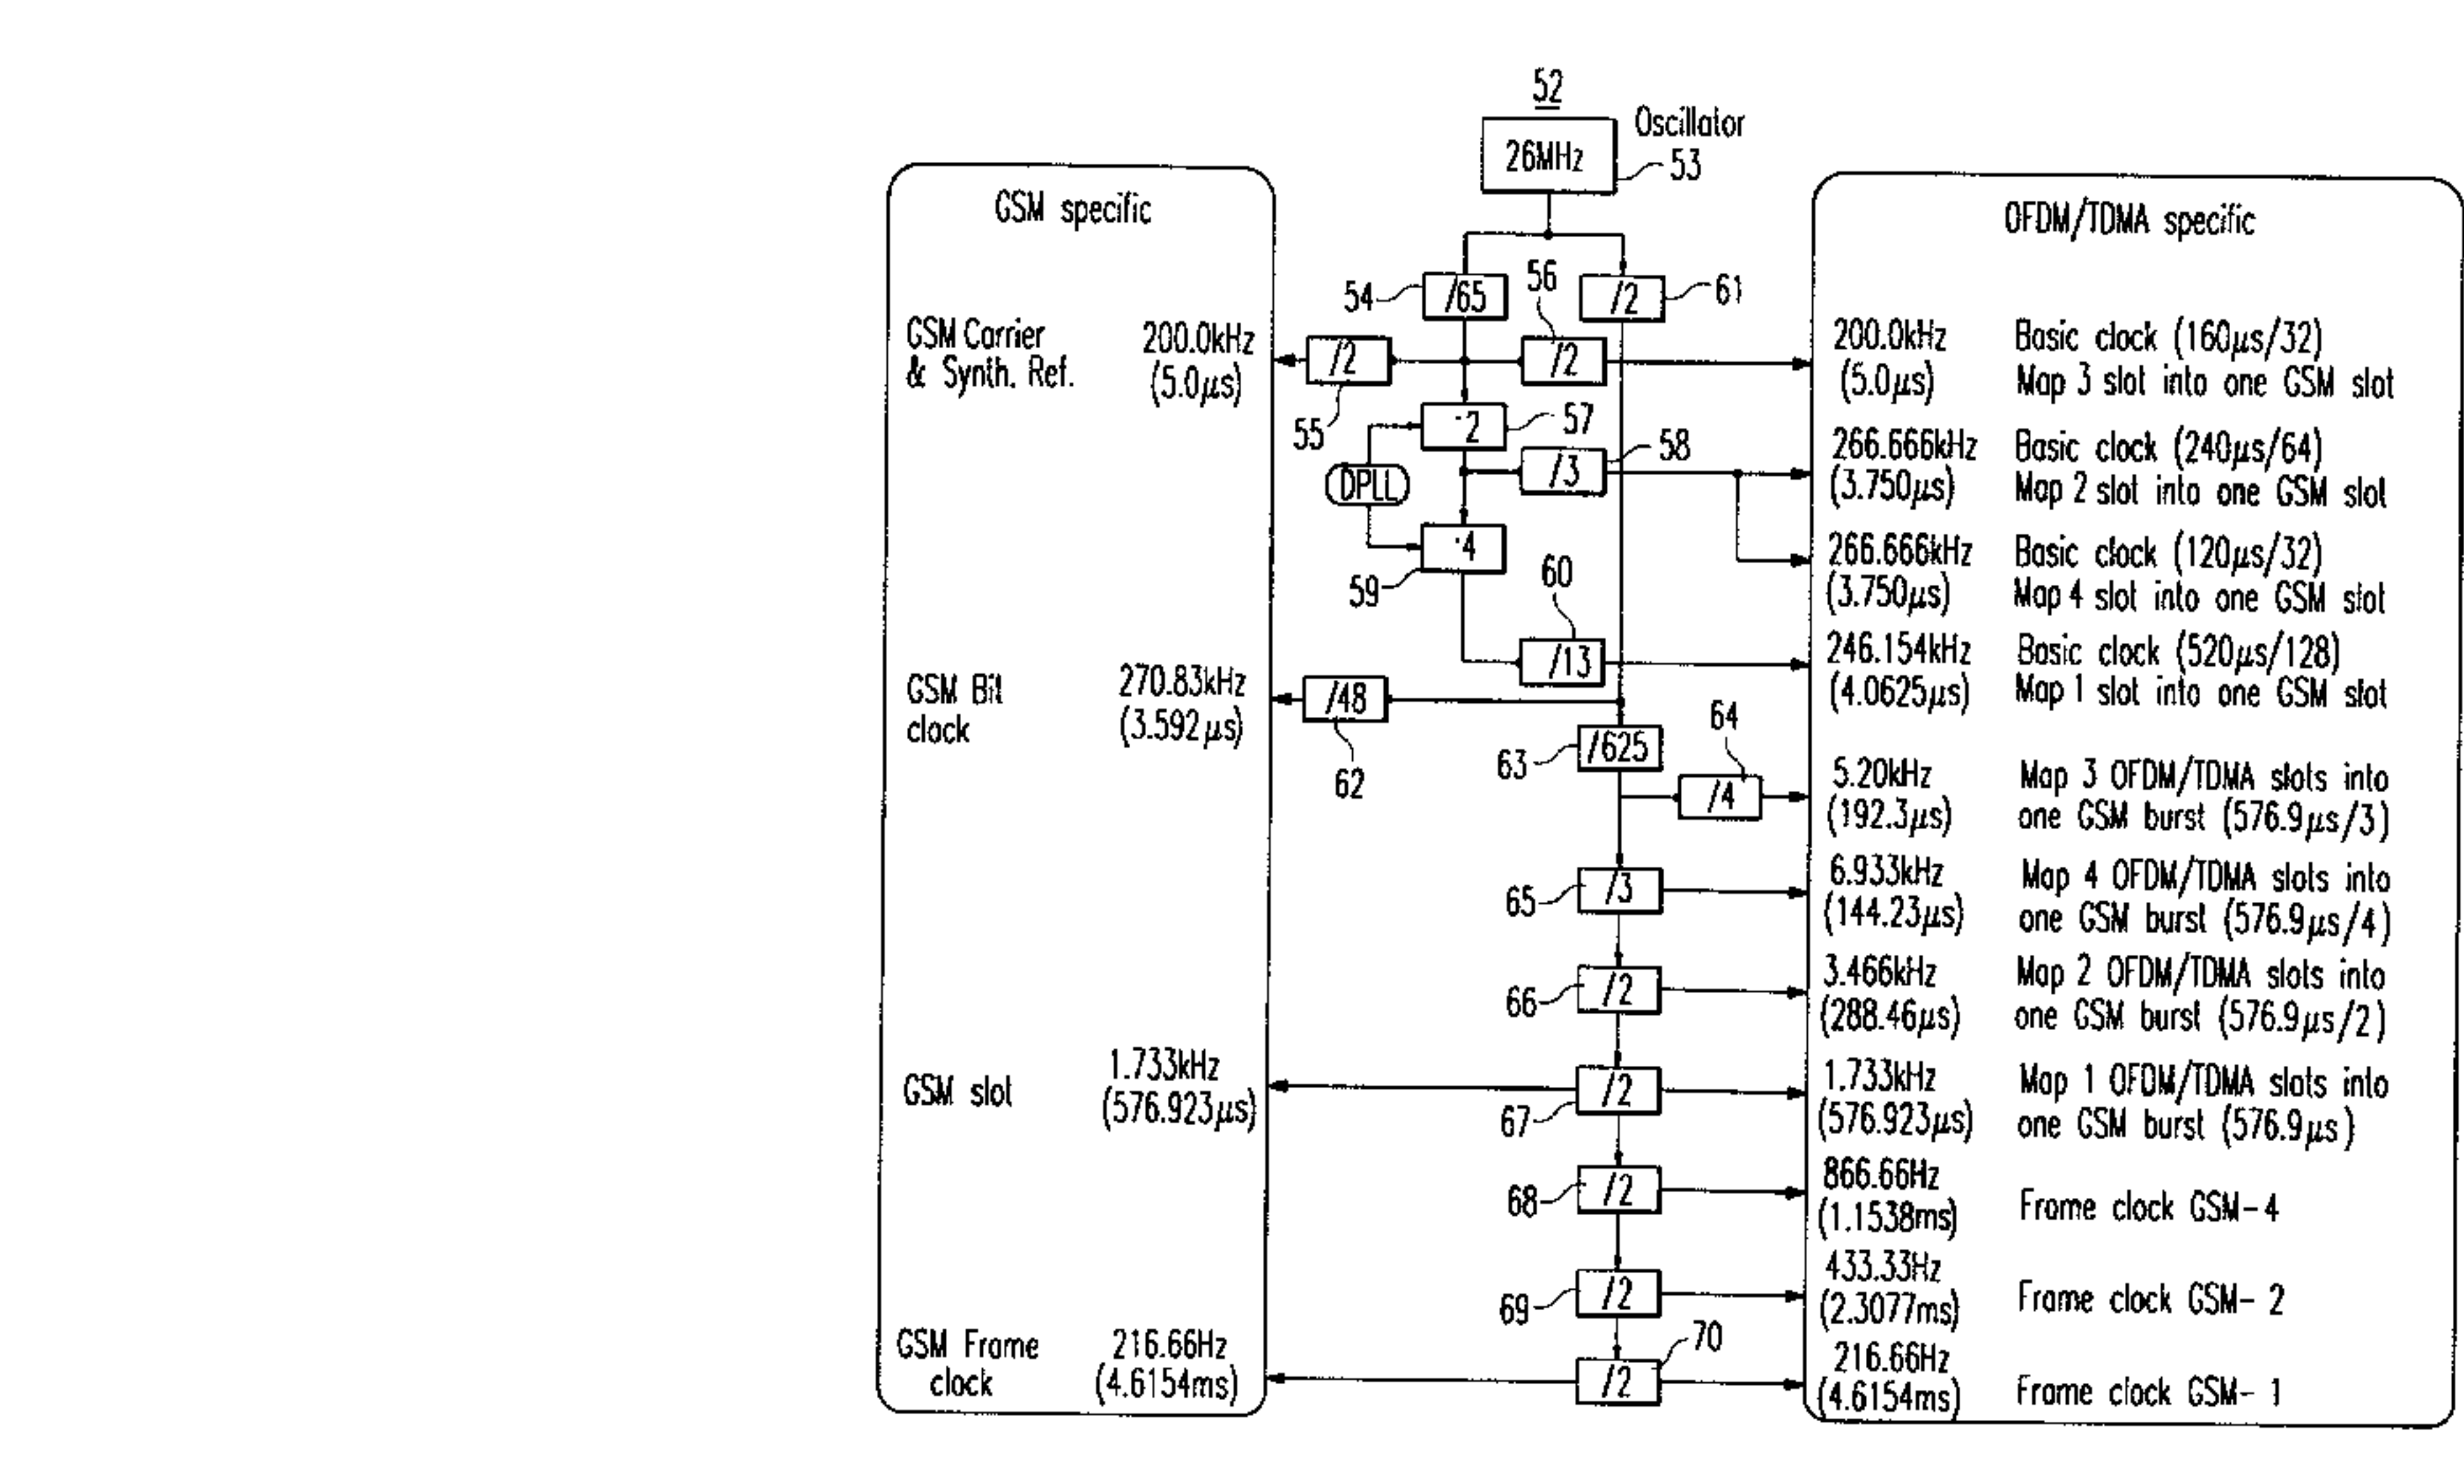 52
Oscillator
26MHz
53
GSM specific
OFDM/TDMA specific
54
/65
56
/2
61
GSM Carrier
& Synth. Ref.
200.0kHz
(5.0µs)
/2
55
/2
200.0kHz
(5.0µs)
Basic clock (160µs/32)
Map 3 slot into one GSM slot
·2
57
DPLL
/3
58
266.666kHz
(3.750µs)
Basic clock (240µs/64)
Map 2 slot into one GSM slot
·4
59
266.666kHz
(3.750µs)
Basic clock (120µs/32)
Map 4 slot into one GSM slot
60
/13
246.154kHz
(4.0625µs)
Basic clock (520µs/128)
Map 1 slot into one GSM slot
GSM Bit
clock
270.83kHz
(3.592µs)
/48
62
63
/625
64
/4
5.20kHz
(192.3µs)
Map 3 OFDM/TDMA slots into
one GSM burst (576.9µs/3)
65
/3
6.933kHz
(144.23µs)
Map 4 OFDM/TDMA slots into
one GSM burst (576.9µs/4)
66
/2
3.466kHz
(288.46µs)
Map 2 OFDM/TDMA slots into
one GSM burst (576.9µs/2)
GSM slot
1.733kHz
(576.923µs)
67
/2
1.733kHz
(576.923µs)
Map 1 OFDM/TDMA slots into
one GSM burst (576.9µs)
68
/2
866.66Hz
(1.1538ms)
Frame clock GSM-4
69
/2
433.33Hz
(2.3077ms)
Frame clock GSM- 2
GSM Frame
clock
216.66Hz
(4.6154ms)
/2
70
216.66Hz
(4.6154ms)
Frame clock GSM- 1